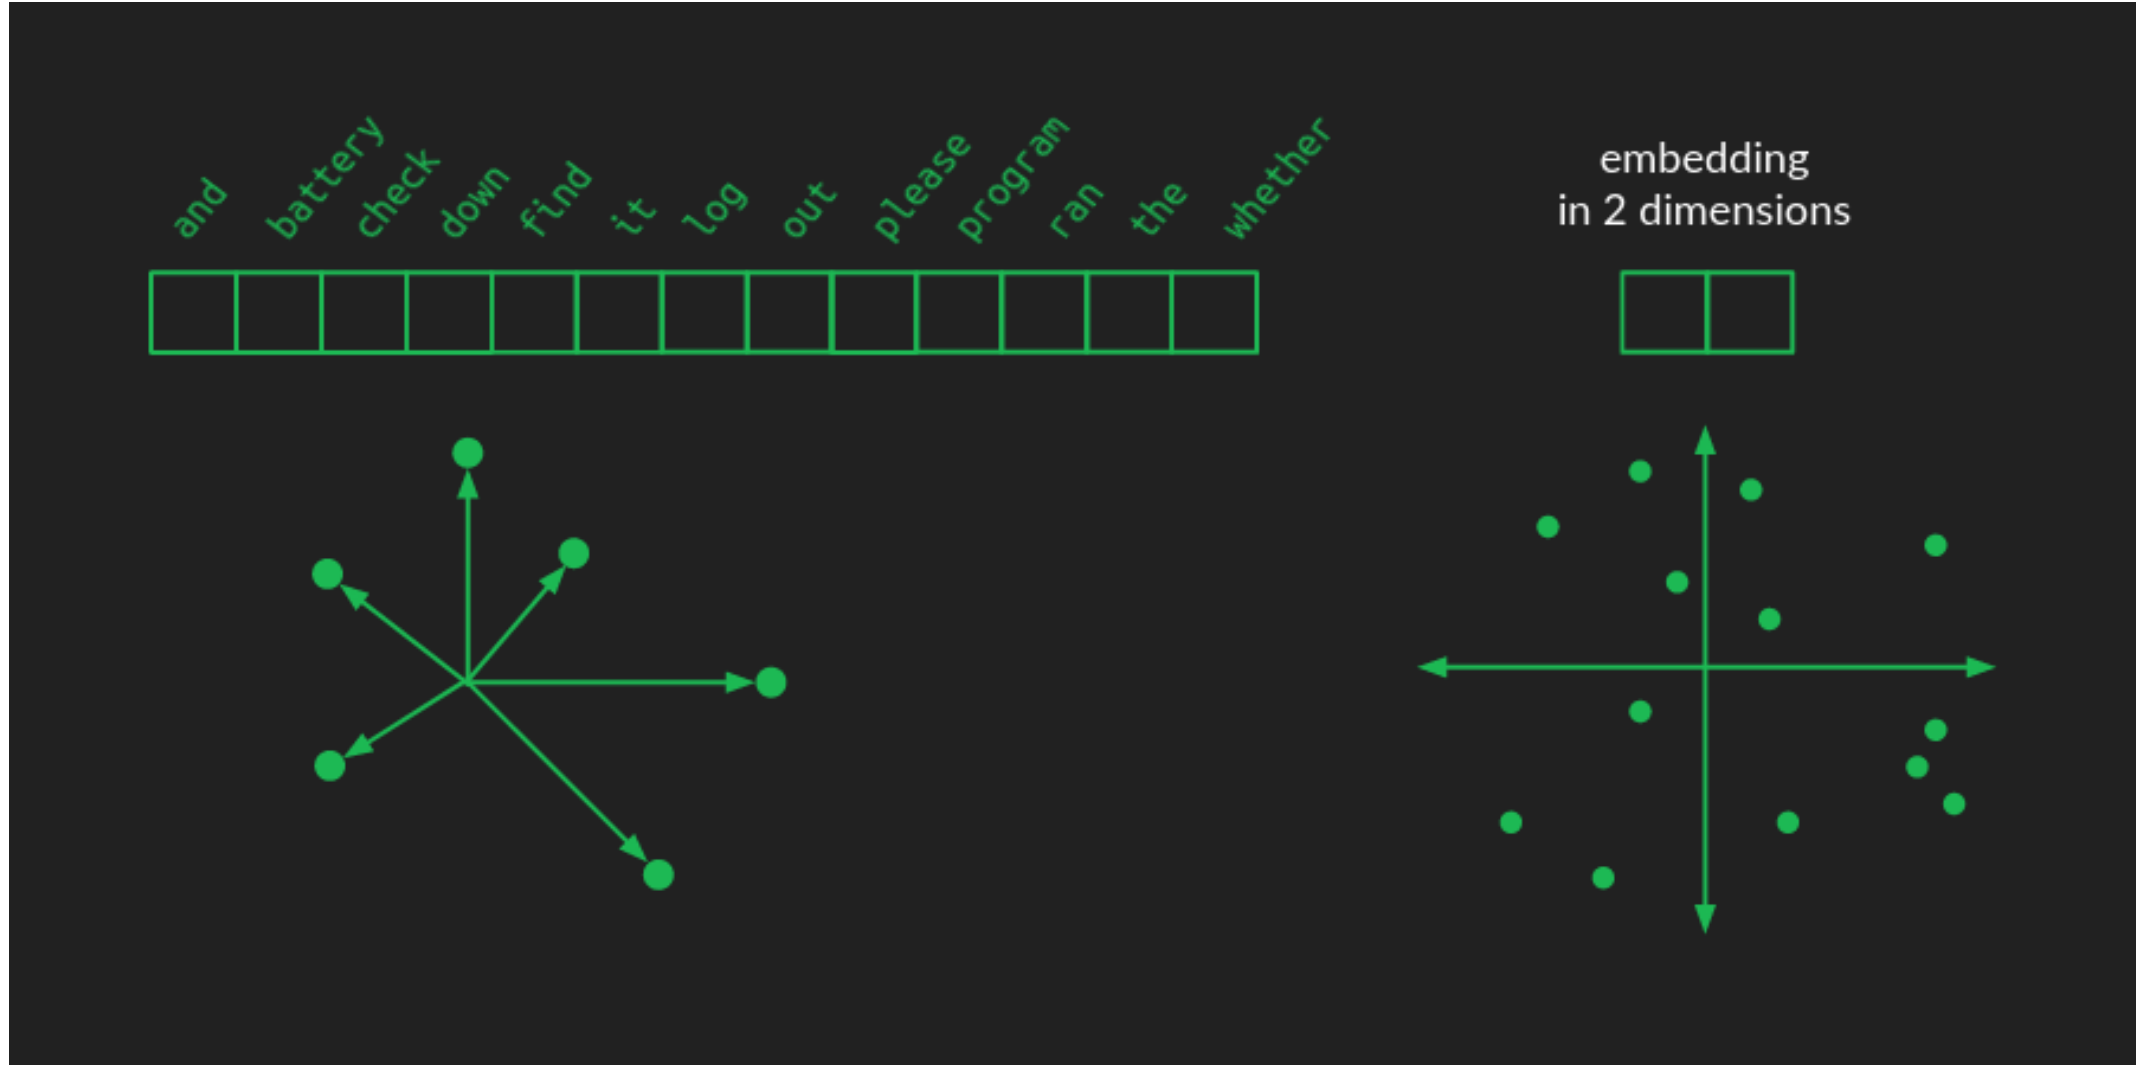 and
battery
check
down
find
it
log
out
please
program
ran
the
whether
embedding
in 2 dimensions